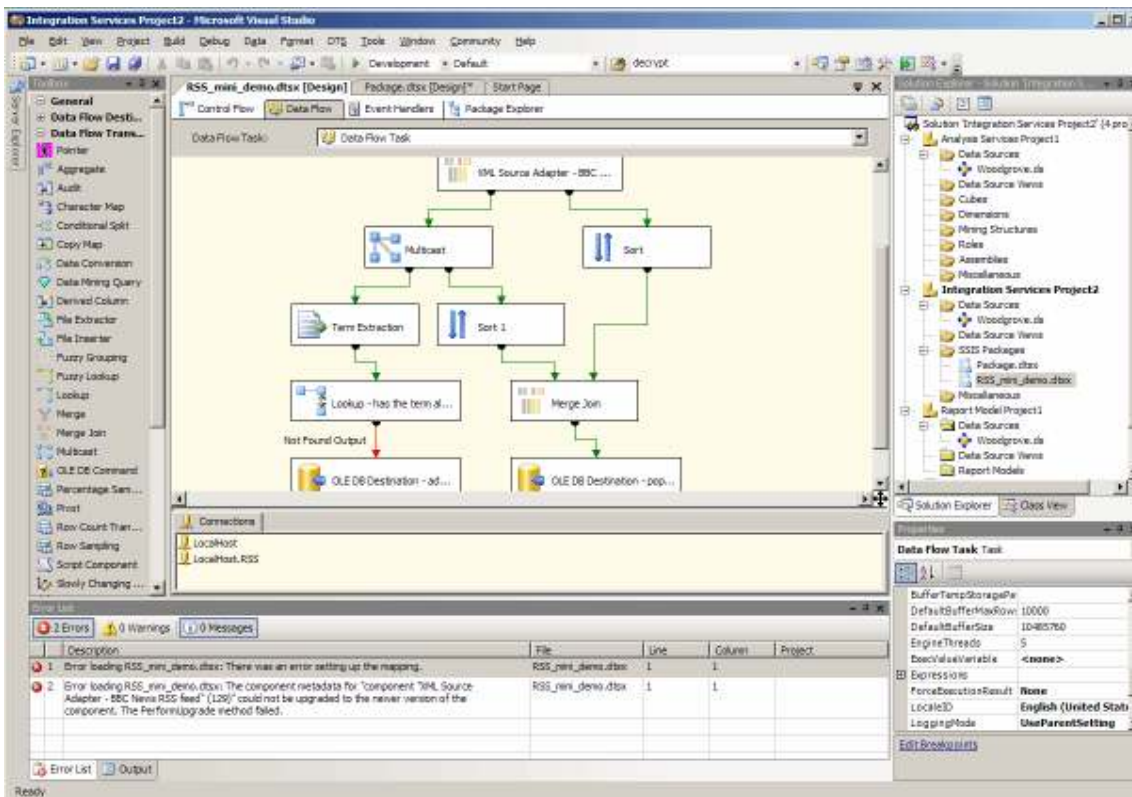 Integration Services Project2 - Microsoft Visual Studio
File Edit View Project Build Debug Data Format DTS Tools Window Community Help
Development Default decrypt
Toolbox
Server Explorer
General
Data Flow Desti...
Data Flow Trans...
Pointer
Aggregate
Audit
Character Map
Conditional Split
Copy Map
Data Conversion
Data Mining Query
Derived Column
File Extractor
File Inserter
Fuzzy Grouping
Fuzzy Lookup
Lookup
Merge
Merge Join
Multicast
OLE DB Command
Percentage Sam...
Pivot
Row Count Tran...
Row Sampling
Script Component
Slowly Changing ...
RSS_mini_demo.dtsx [Design] Package.dtsx [Design]* Start Page
Control Flow Data Flow Event Handlers Package Explorer
Data Flow Task: Data Flow Task
XML Source Adapter - BBC ...
Multicast
Sort
Term Extraction
Sort 1
Lookup - has the term al...
Merge Join
Not Found Output
OLE DB Destination - ad...
OLE DB Destination - pop...
Connections
LocalHost
LocalHost.RSS
Solution Explorer - Solution 'Integration S...
Solution 'Integration Services Project2' (4 pro
Analysis Services Project1
Data Sources
Woodgrove.ds
Data Source Views
Cubes
Dimensions
Mining Structures
Roles
Assemblies
Miscellaneous
Integration Services Project2
Data Sources
Woodgrove.ds
Data Source Views
SSIS Packages
Package.dtsx
RSS_mini_demo.dtsx
Miscellaneous
Report Model Project1
Data Sources
Woodgrove.ds
Data Source Views
Report Models
Solution Explorer Class View
Properties
Data Flow Task Task
BufferTempStoragePa
DefaultBufferMaxRow: 10000
DefaultBufferSize 10485760
EngineThreads 5
ExecValueVariable <none>
Expressions
ForceExecutionResult None
LocaleID English (United State
LoggingMode UseParentSetting
Edit Breakpoints
Error List
2 Errors 0 Warnings 0 Messages
Description File Line Column Project
1 Error loading RSS_mini_demo.dtsx: There was an error setting up the mapping. RSS_mini_demo.dtsx 1 1
2 Error loading RSS_mini_demo.dtsx: The component metadata for "component "XML Source RSS_mini_demo.dtsx 1 1
Adapter - BBC News RSS feed" (129)" could not be upgraded to the newer version of the
component. The PerformUpgrade method failed.
Error List Output
Ready